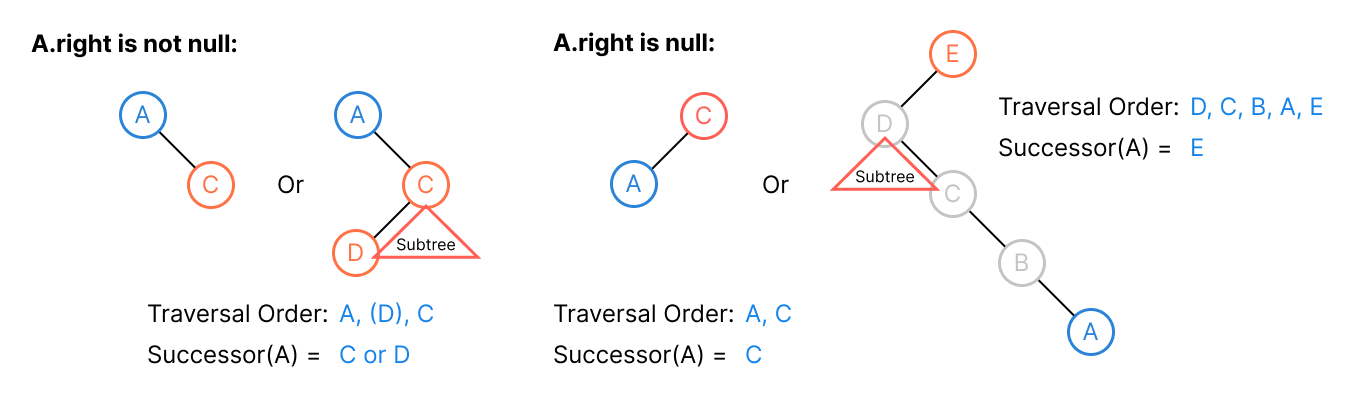 A.right is not null:
A
C
Or
A
C
D
Subtree
Traversal Order: A, (D), C
Successor(A) = C or D
A.right is null:
C
A
Or
E
D
Subtree
C
B
A
Traversal Order: A, C
Successor(A) = C
Traversal Order: D, C, B, A, E
Successor(A) = E